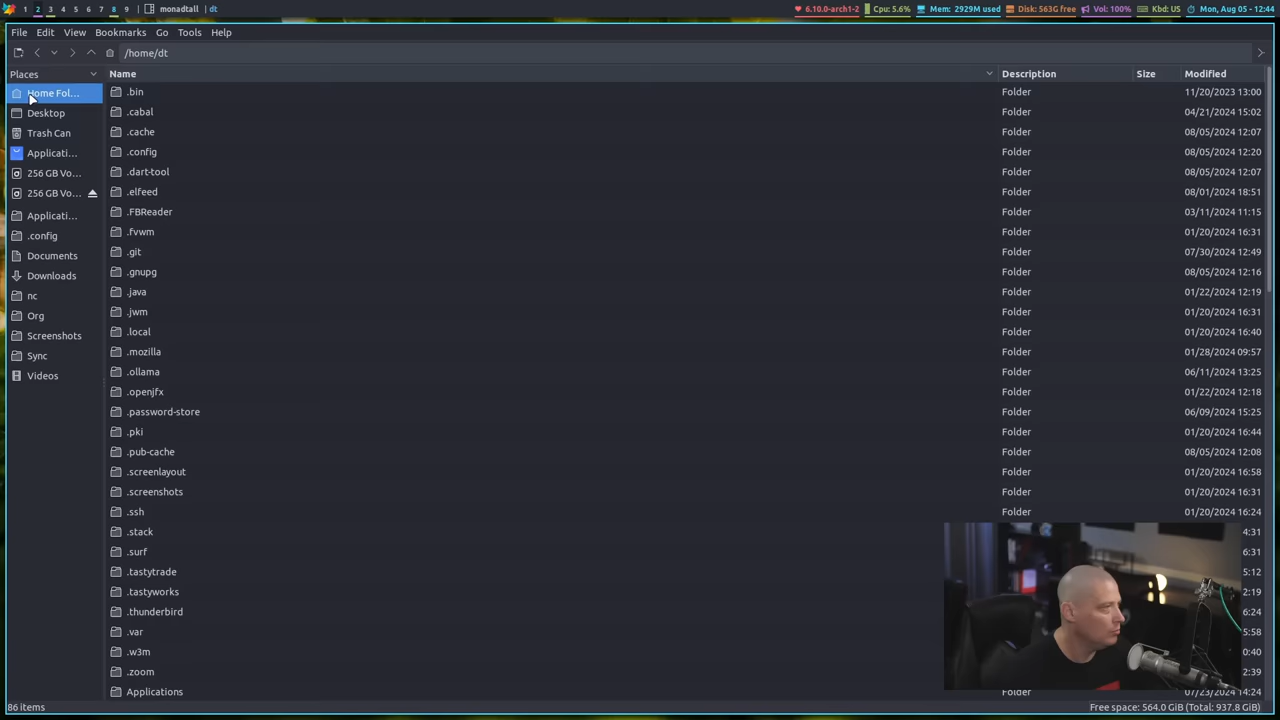 1 2 3 4 5 6 7 8 9 | monadtall | dt
6.10.0-arch1-2 Cpu: 5.6% Mem: 2929M used Disk: 563G free Vol: 100% Kbd: US Mon, Aug 05 - 12:44
File Edit View Bookmarks Go Tools Help
/home/dt
Places
Name Description Size Modified
Home Fol...
Desktop
Trash Can
Applicati...
256 GB Vo...
256 GB Vo...
Applicati...
.config
Documents
Downloads
nc
Org
Screenshots
Sync
Videos
.bin Folder 11/20/2023 13:00
.cabal Folder 04/21/2024 15:02
.cache Folder 08/05/2024 12:07
.config Folder 08/05/2024 12:20
.dart-tool Folder 08/05/2024 12:07
.elfeed Folder 08/01/2024 18:51
.FBReader Folder 03/11/2024 11:15
.fvwm Folder 01/20/2024 16:31
.git Folder 07/30/2024 12:49
.gnupg Folder 08/05/2024 12:16
.java Folder 01/22/2024 12:19
.jwm Folder 01/20/2024 16:31
.local Folder 01/20/2024 16:40
.mozilla Folder 01/28/2024 09:57
.ollama Folder 06/11/2024 13:25
.openjfx Folder 01/22/2024 12:18
.password-store Folder 06/09/2024 15:25
.pki Folder 01/20/2024 16:44
.pub-cache Folder 08/05/2024 12:08
.screenlayout Folder 01/20/2024 16:58
.screenshots Folder 01/20/2024 16:31
.ssh Folder 01/20/2024 16:24
.stack 4:31
.surf 6:31
.tastytrade 5:12
.tastyworks 2:19
.thunderbird 6:24
.var 5:58
.w3m 0:40
.zoom 2:39
Applications Folder 07/23/2024 14:24
86 items Free space: 564.0 GiB (Total: 937.8 GiB)